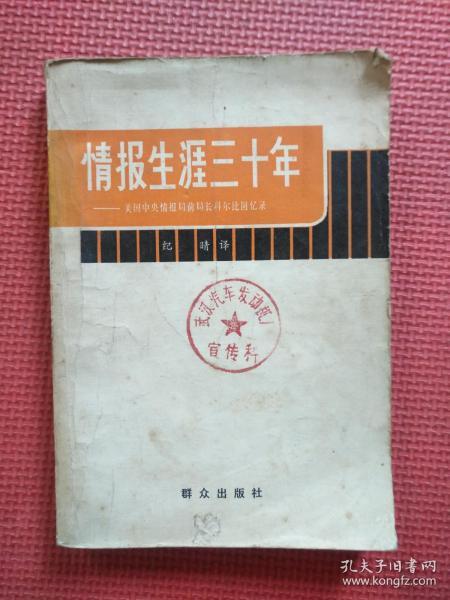 情报生涯三十年
——美国中央情报局前局长科尔比回忆录
纪 晴 译
武汉汽车发动机厂
宣传科
群众出版社
孔夫子旧书网
www.kongfz.com